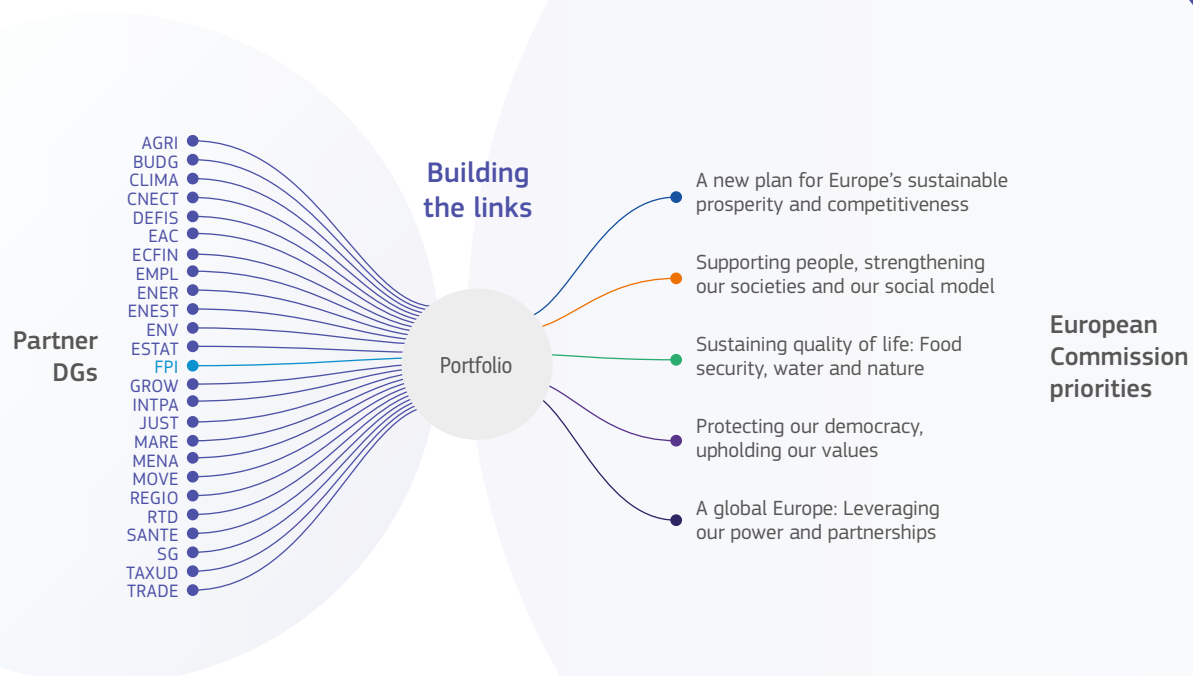 Partner
DGs
AGRI
BUDG
CLIMA
CNECT
DEFIS
EAC
ECFIN
EMPL
ENER
ENEST
ENV
ESTAT
FPI
GROW
INTPA
JUST
MARE
MENA
MOVE
REGIO
RTD
SANTE
SG
TAXUD
TRADE
Building
the links
Portfolio
A new plan for Europe's sustainable
prosperity and competitiveness
Supporting people, strengthening
our societies and our social model
Sustaining quality of life: Food
security, water and nature
Protecting our democracy,
upholding our values
A global Europe: Leveraging
our power and partnerships
European
Commission
priorities